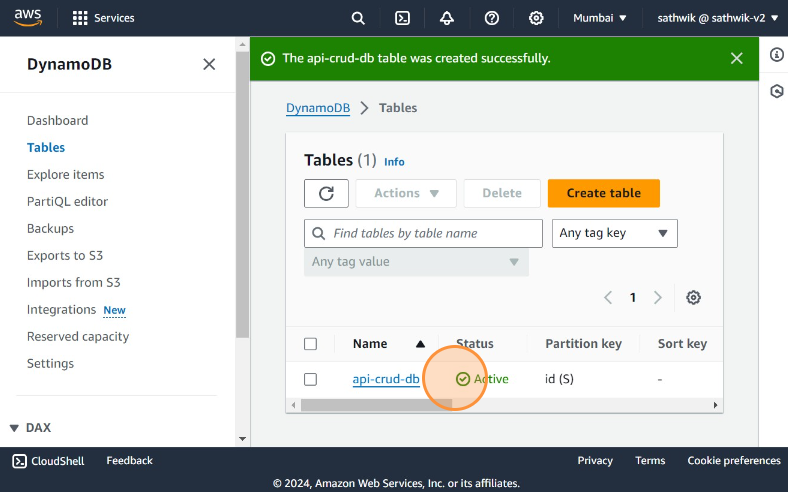 aws Services Mumbai ▼ sathwik @ sathwik-v2 ▼
DynamoDB
Dashboard
Tables
Explore items
PartiQL editor
Backups
Exports to S3
Imports from S3
Integrations New
Reserved capacity
Settings
▼ DAX
The api-crud-db table was created successfully.
DynamoDB > Tables
Tables (1) Info
Actions ▼ Delete Create table
Find tables by table name Any tag key ▼
Any tag value ▼
< 1 >
Name ▲ Status Partition key Sort key
api-crud-db Active id (S) -
CloudShell Feedback Privacy Terms Cookie preferences
© 2024, Amazon Web Services, Inc. or its affiliates.